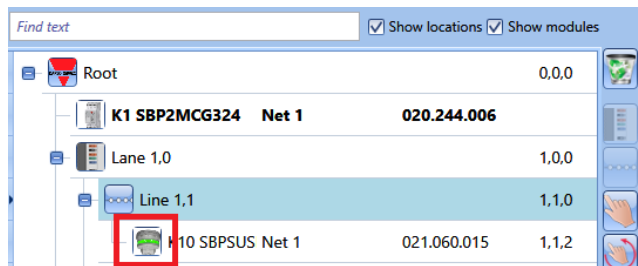 Find text Show locations Show modules
Root 0,0,0
K1 SBP2MCG324 Net 1 020.244.006
Lane 1,0 1,0,0
Line 1,1 1,1,0
K10 SBPSUS Net 1 021.060.015 1,1,2